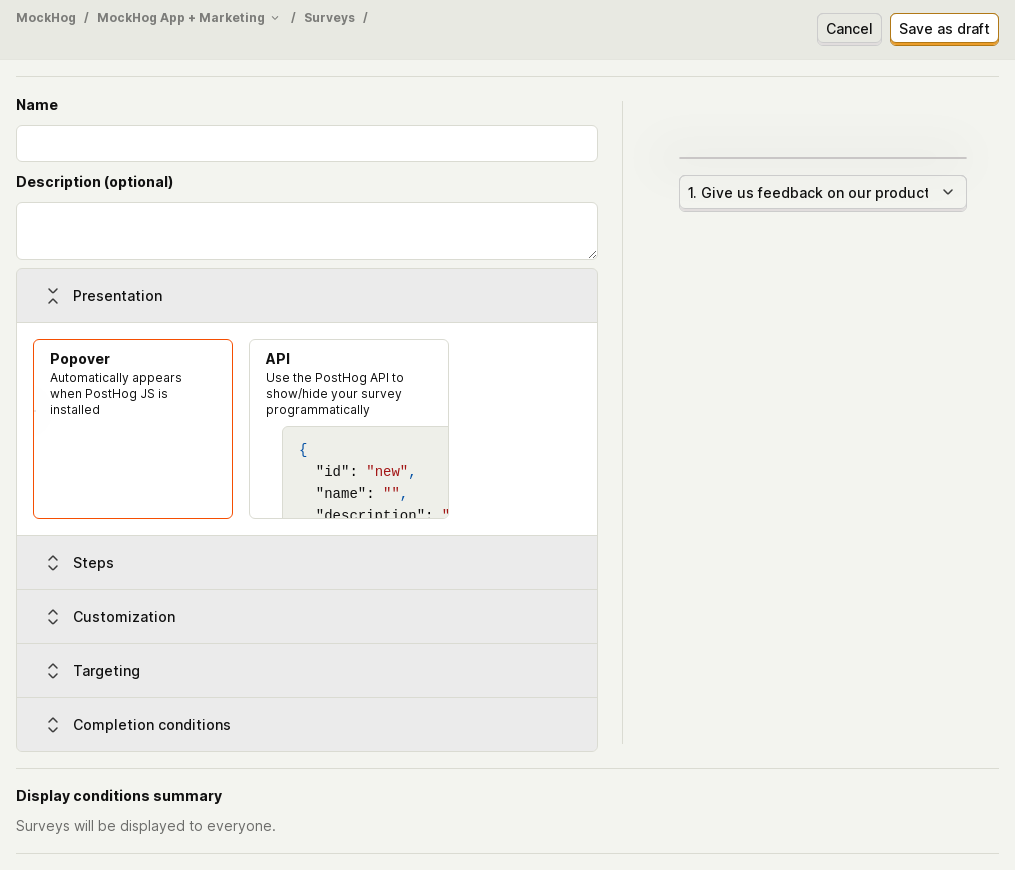 MockHog / MockHog App + Marketing / Surveys /
Cancel
Save as draft
Name
Description (optional)
1. Give us feedback on our product
Presentation
Popover
Automatically appears
when PostHog JS is
installed
API
Use the PostHog API to
show/hide your survey
programmatically
{
"id": "new",
"name": "",
"description": "
Steps
Customization
Targeting
Completion conditions
Display conditions summary
Surveys will be displayed to everyone.